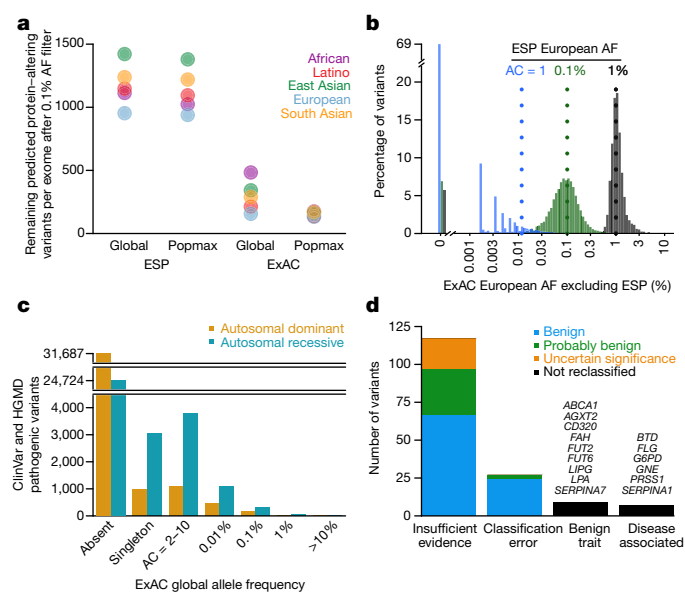 a
Remaining predicted protein–altering
variants per exome after 0.1% AF filter
1500
1000
500
0
African
Latino
East Asian
European
South Asian
Global
Popmax
Global
Popmax
ESP
ExAC
b
Percentage of variants
69
20
15
10
5
0
ESP European AF
AC = 1
0.1%
1%
0
0.001
0.003
0.01
0.03
0.1
0.3
1
3
10
ExAC European AF excluding ESP (%)
c
ClinVar and HGMD
pathogenic variants
Autosomal dominant
Autosomal recessive
31,687
24,724
4,000
3,000
2,000
1,000
0
Absent
Singleton
AC = 2–10
0.01%
0.1%
1%
>10%
ExAC global allele frequency
d
Number of variants
125
100
75
50
25
0
Benign
Probably benign
Uncertain significance
Not reclassified
ABCA1
AGXT2
CD320
FAH
FUT2
FUT6
LIPG
LPA
SERPINA7
BTD
FLG
G6PD
GNE
PRSS1
SERPINA1
Insufficient
evidence
Classification
error
Benign
trait
Disease
associated